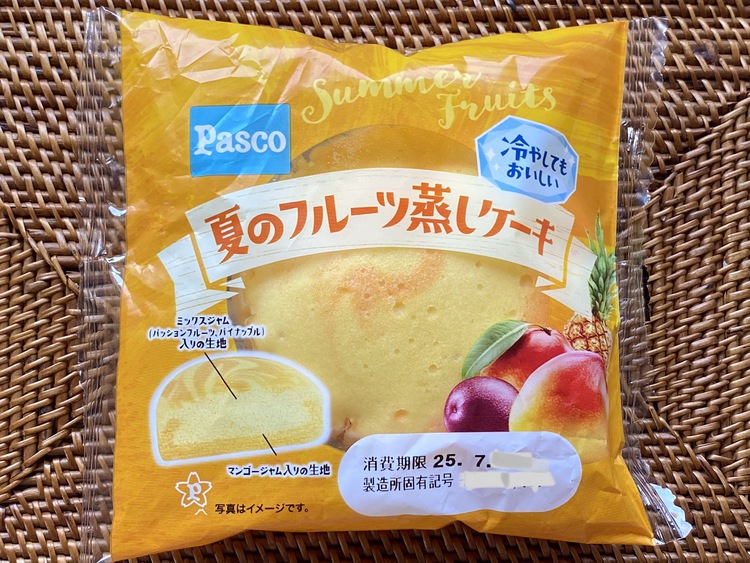 Summer
Fruits
Pasco
冷やしても
おいしい
夏のフルーツ蒸しケーキ
ミックスジャム
(パッションフルーツ、パイナップル)
入りの生地
マンゴージャム入りの生地
消費期限 25. 7.
製造所固有記号
P
写真はイメージです。